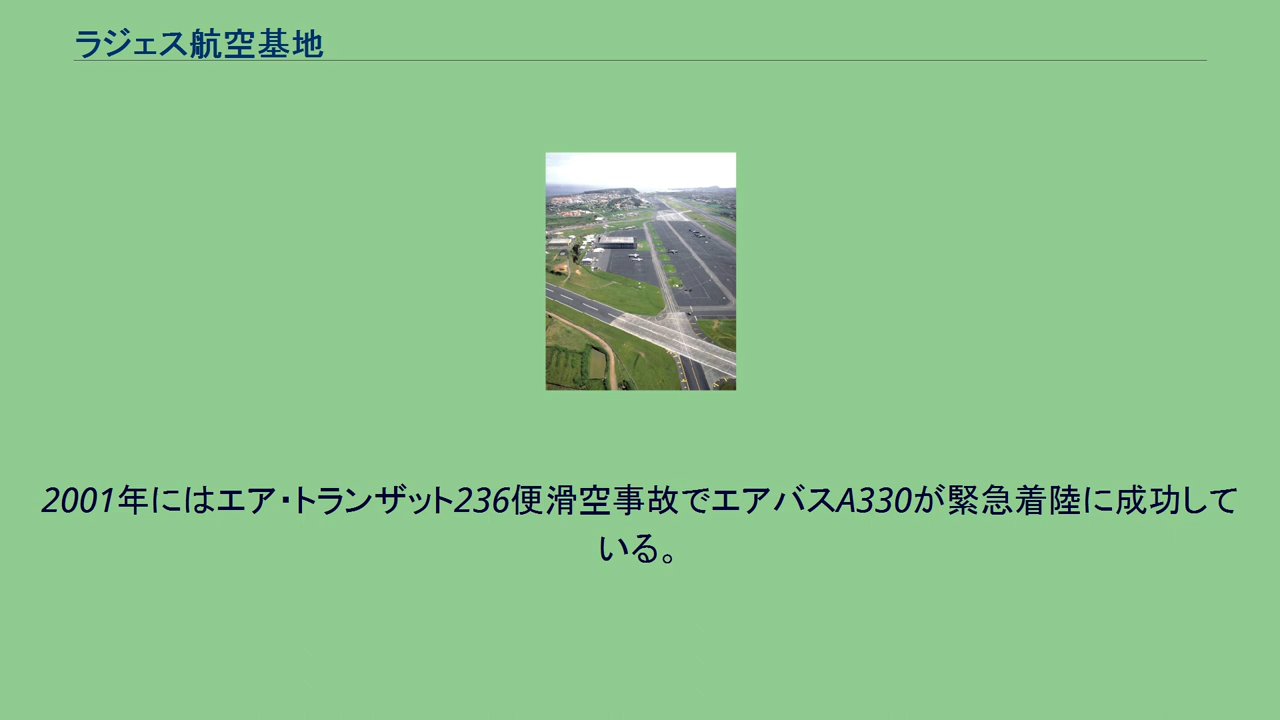 ラジェス航空基地
2001年にはエア・トランザット236便滑空事故でエアバスA330が緊急着陸に成功して
いる。